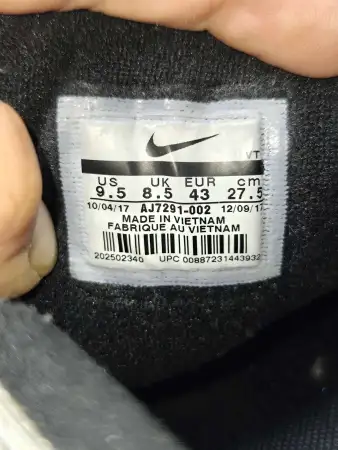 VT
US UK EUR cm
9.5 8.5 43 27.5
10/04/17 AJ7291-002 12/09/17
MADE IN VIETNAM
FABRIQUE AU VIETNAM
202502340 UPC 00887231443932